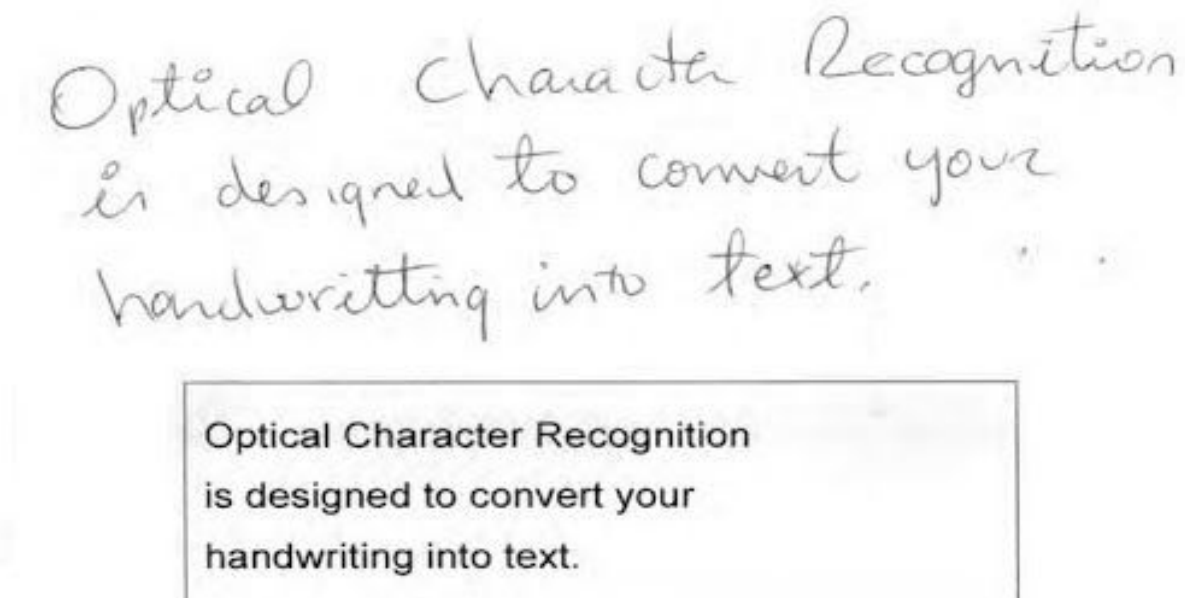 Optical Character Recognition
is designed to convert your
handwritting into text.
Optical Character Recognition
is designed to convert your
handwriting into text.